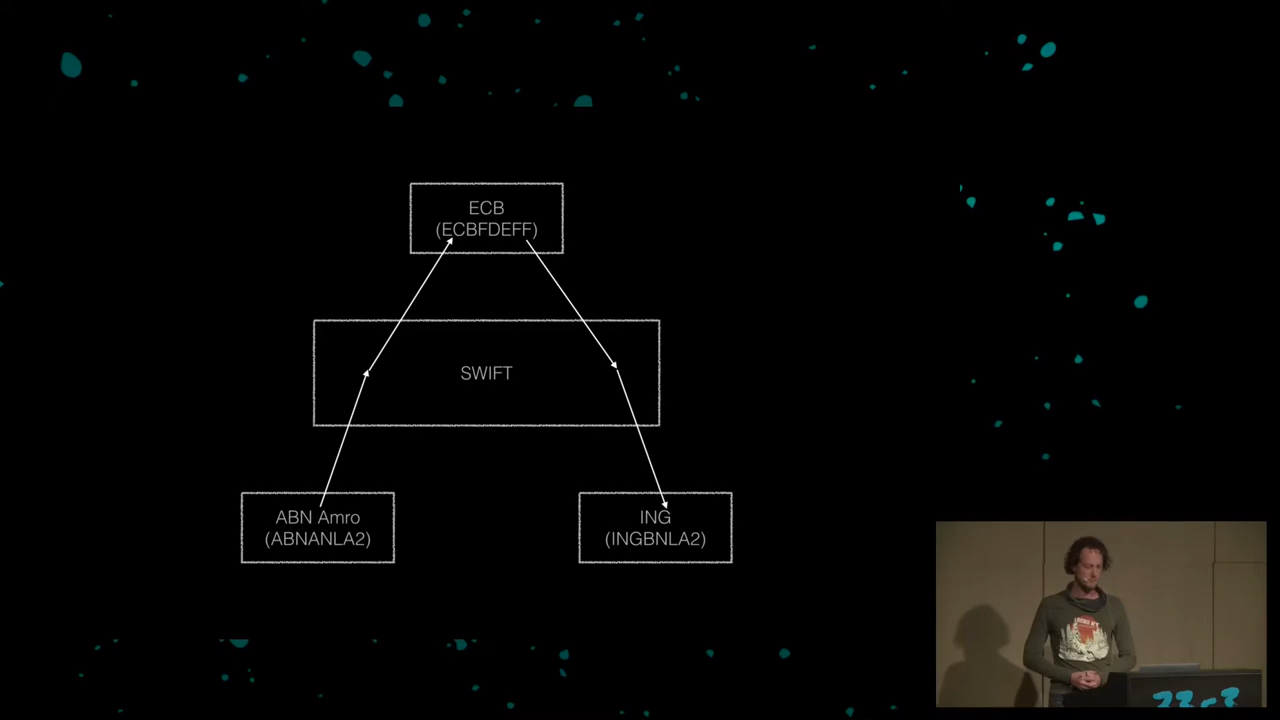 ECB
(ECBFDEFF)
SWIFT
ABN Amro
(ABNANLA2)
ING
(INGBNLA2)